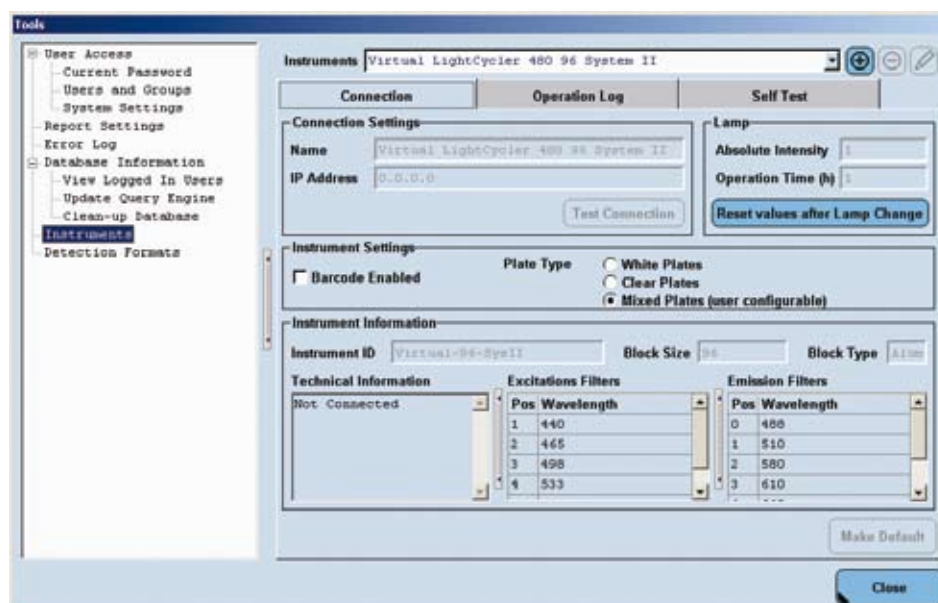 Tools
User Access
Current Password
Users and Groups
System Settings
Report Settings
Error Log
Database Information
View Logged In Users
Update Query Engine
Clean-up Database
Instruments
Detection Formats
Instruments Virtual LightCycler 480 96 System II
Connection Operation Log Self Test
Connection Settings
Name Virtual LightCycler 480 96 System II
IP Address 0.0.0.0
Test Connection
Lamp
Absolute Intensity 1
Operation Time (h) 1
Reset values after Lamp Change
Instrument Settings
Barcode Enabled
Plate Type
White Plates
Clear Plates
Mixed Plates (user configurable)
Instrument Information
Instrument ID Virtual-96-SysII Block Size 96 Block Type Alum
Technical Information
Not Connected
Excitations Filters
Pos Wavelength
1 440
2 465
3 498
4 533
Emission Filters
Pos Wavelength
0 488
1 510
2 580
3 610
Make Default
Close